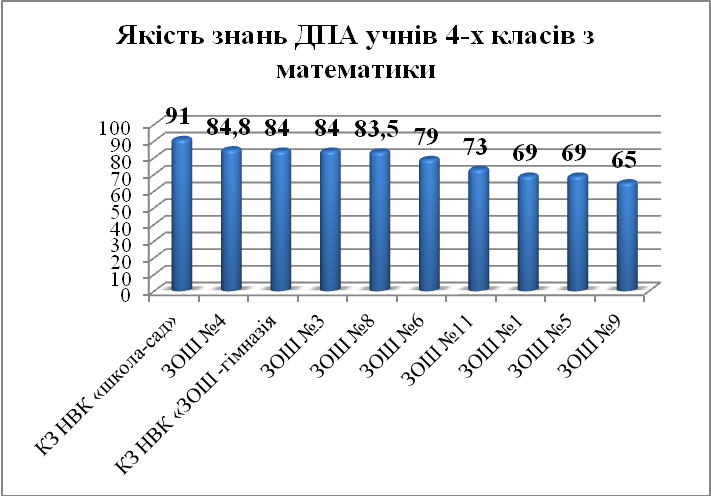 Якість знань ДПА учнів 4-х класів з
математики
91
84,8
84
84
83,5
79
73
69
69
65
100
90
80
70
60
50
40
30
20
10
0
КЗ НВК «школа-сад»
ЗОШ №4
КЗ НВК «ЗОШ -гімназія
ЗОШ №3
ЗОШ №8
ЗОШ №6
ЗОШ №11
ЗОШ №1
ЗОШ №5
ЗОШ №9